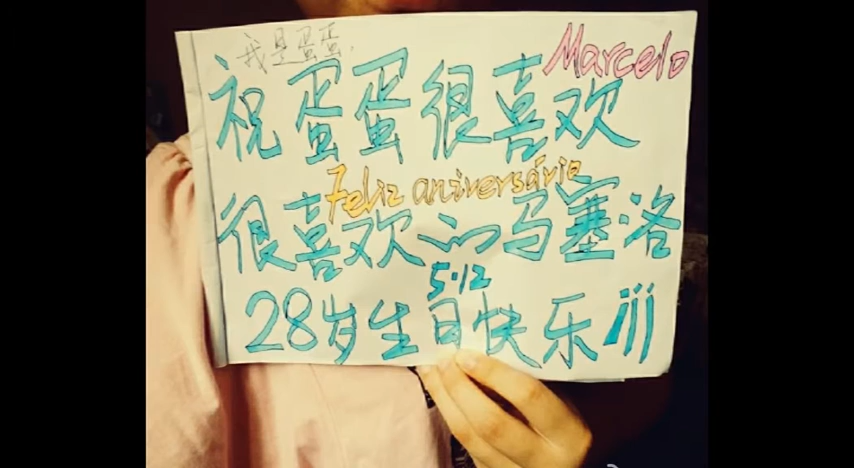 我是蛋蛋.
Marcelo
祝蛋蛋很喜欢
Feliz aniversário
很喜欢的马塞洛
5.12
28岁生日快乐!!!